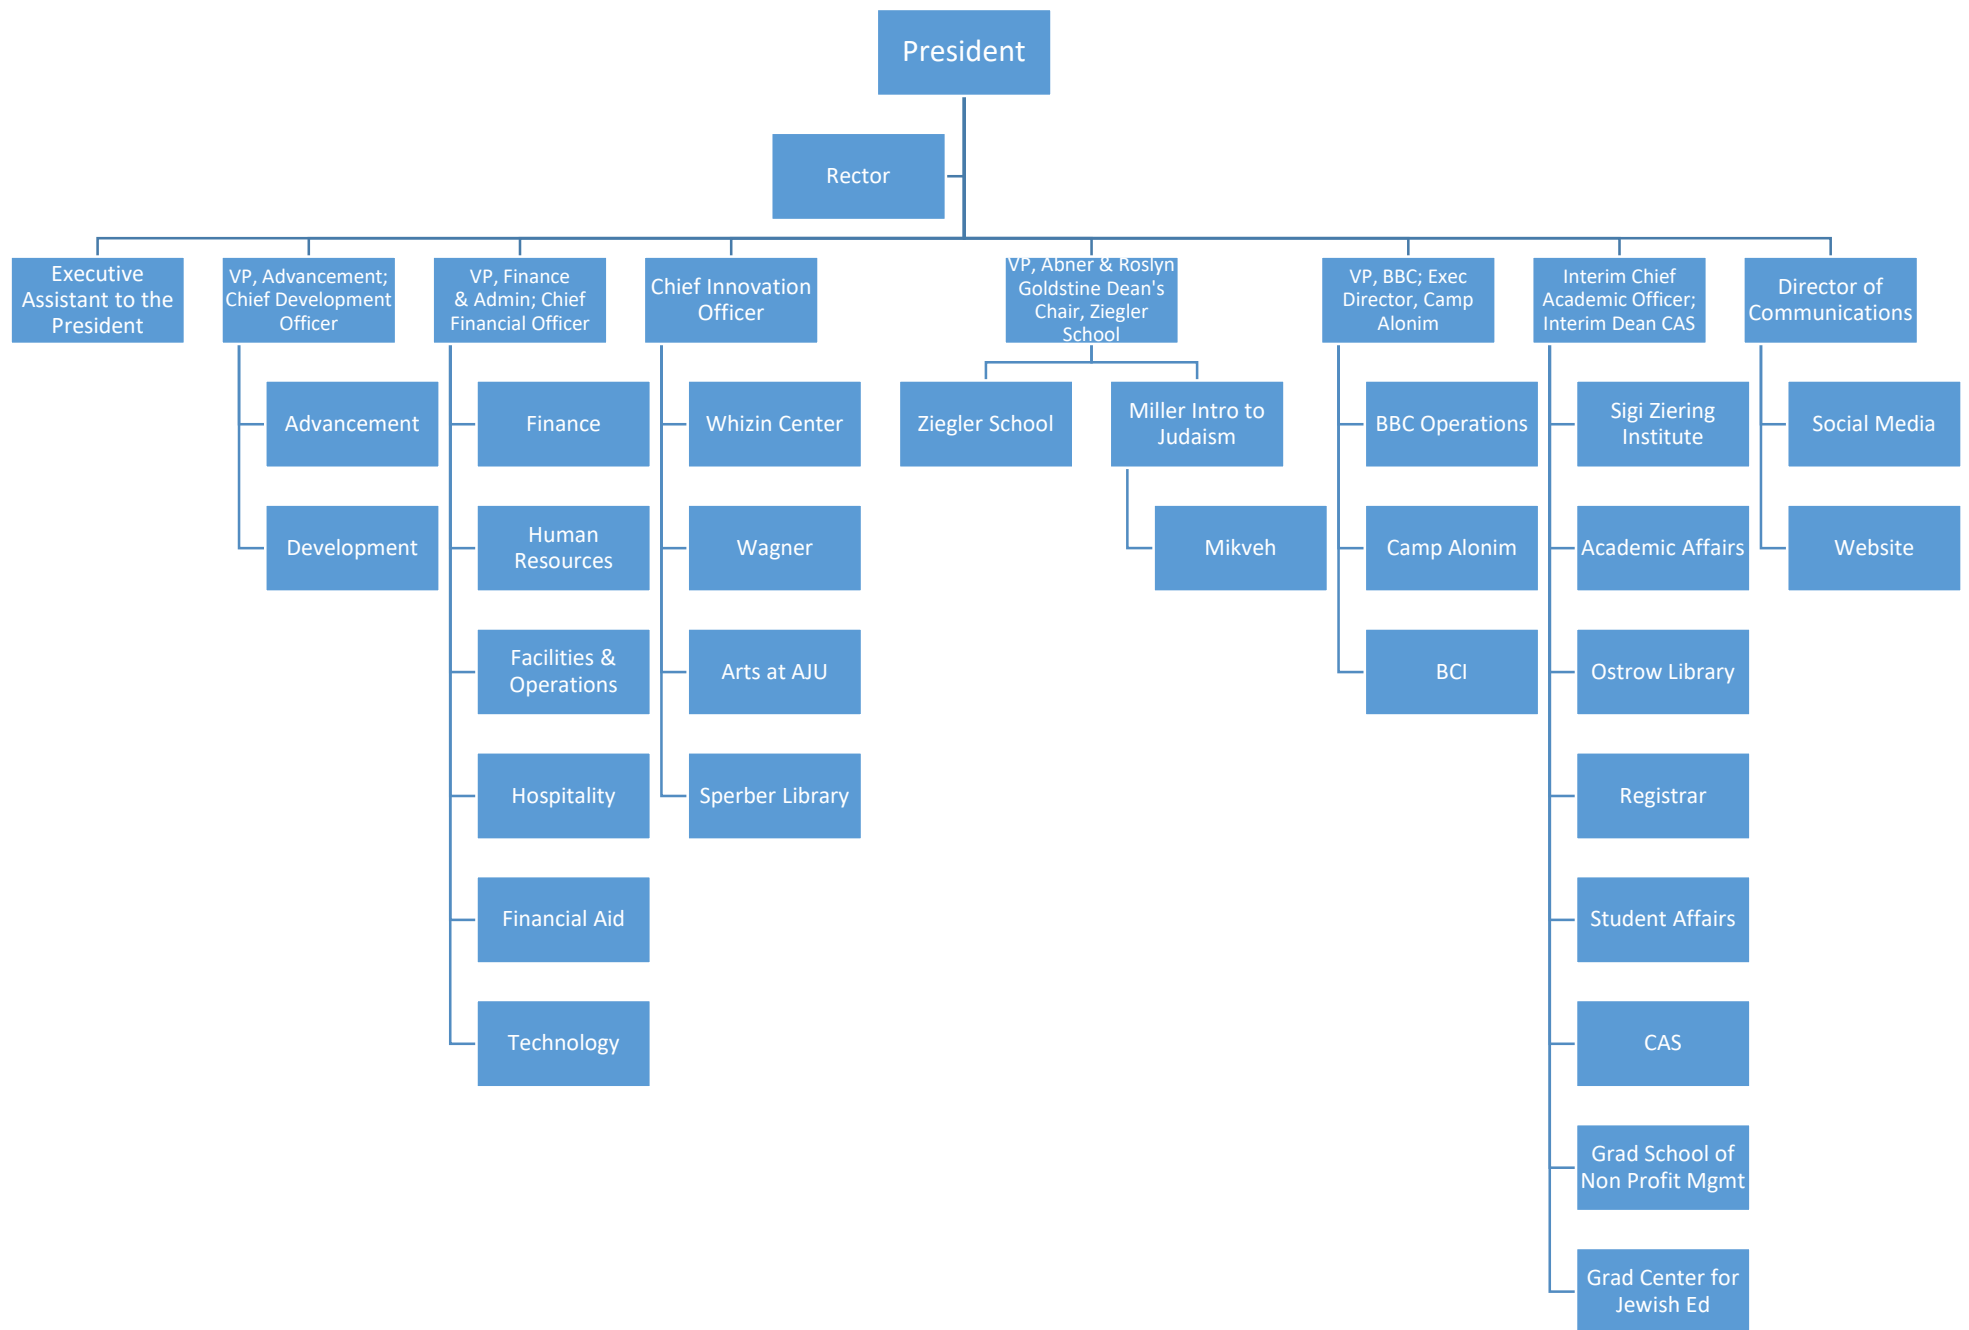 President
Rector
Executive
Assistant to the
President
VP, Advancement;
Chief Development
Officer
VP, Finance
& Admin; Chief
Financial Officer
Chief Innovation
Officer
VP, Abner & Roslyn
Goldstine Dean's
Chair, Ziegler
School
VP, BBC; Exec
Director, Camp
Alonim
Interim Chief
Academic Officer;
Interim Dean CAS
Director of
Communications
Advancement
Development
Finance
Human
Resources
Facilities &
Operations
Hospitality
Financial Aid
Technology
Whizin Center
Wagner
Arts at AJU
Sperber Library
Ziegler School
Miller Intro to
Judaism
Mikveh
BBC Operations
Camp Alonim
BCI
Sigi Ziering
Institute
Academic Affairs
Ostrow Library
Registrar
Student Affairs
CAS
Grad School of
Non Profit Mgmt
Grad Center for
Jewish Ed
Social Media
Website